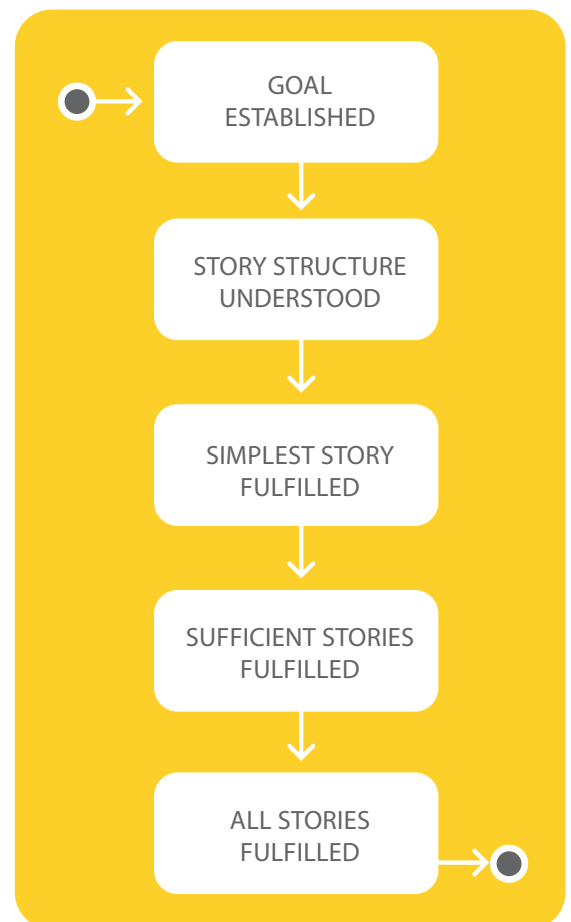 GOAL
ESTABLISHED
STORY STRUCTURE
UNDERSTOOD
SIMPLEST STORY
FULFILLED
SUFFICIENT STORIES
FULFILLED
ALL STORIES
FULFILLED